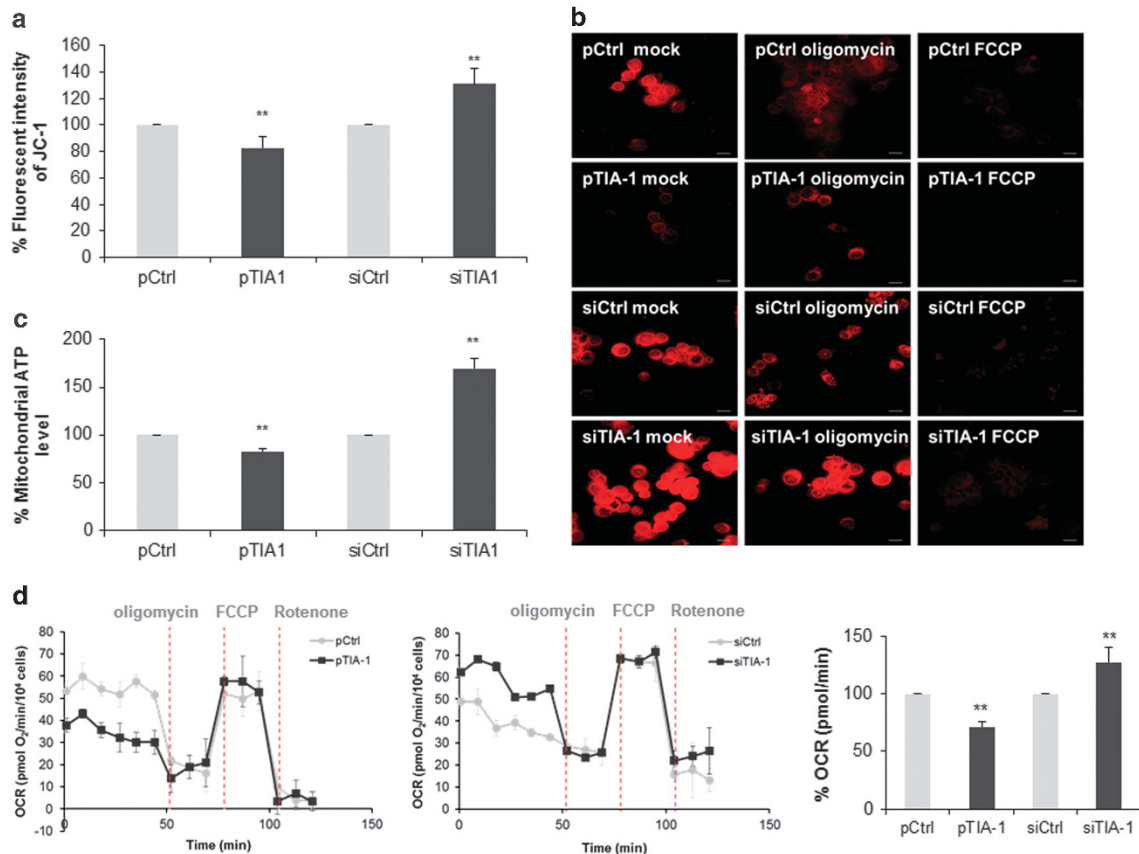 a
% Fluorescent intensity
of JC-1
160
140
120
100
80
60
40
20
0
**
**
pCtrl pTIA1 siCtrl siTIA1
b
pCtrl mock pCtrl oligomycin pCtrl FCCP
pTIA-1 mock pTIA-1 oligomycin pTIA-1 FCCP
siCtrl mock siCtrl oligomycin siCtrl FCCP
siTIA-1 mock siTIA-1 oligomycin siTIA-1 FCCP
c
% Mitochondrial ATP
level
200
150
100
50
0
**
**
pCtrl pTIA1 siCtrl siTIA1
d
oligomycin FCCP Rotenone
pCtrl
pTIA-1
OCR (pmol O₂/min/10⁴ cells)
80
70
60
50
40
30
20
10
0
-10
0 50 100 150
Time (min)
oligomycin FCCP Rotenone
siCtrl
siTIA-1
OCR (pmol O₂/min/10⁴ cells)
80
70
60
50
40
30
20
10
0
0 50 100 150
Time (min)
% OCR (pmol/min)
150
100
50
0
**
**
pCtrl pTIA-1 siCtrl siTIA-1